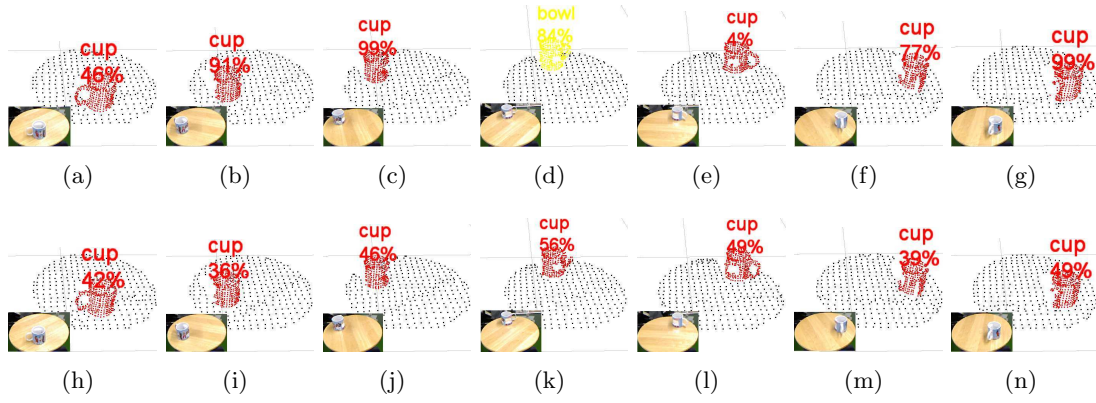 cup
46%
cup
91%
cup
99%
bowl
84%
cup
4%
cup
77%
cup
99%
(a)
(b)
(c)
(d)
(e)
(f)
(g)
cup
42%
cup
36%
cup
46%
cup
56%
cup
49%
cup
39%
cup
49%
(h)
(i)
(j)
(k)
(l)
(m)
(n)